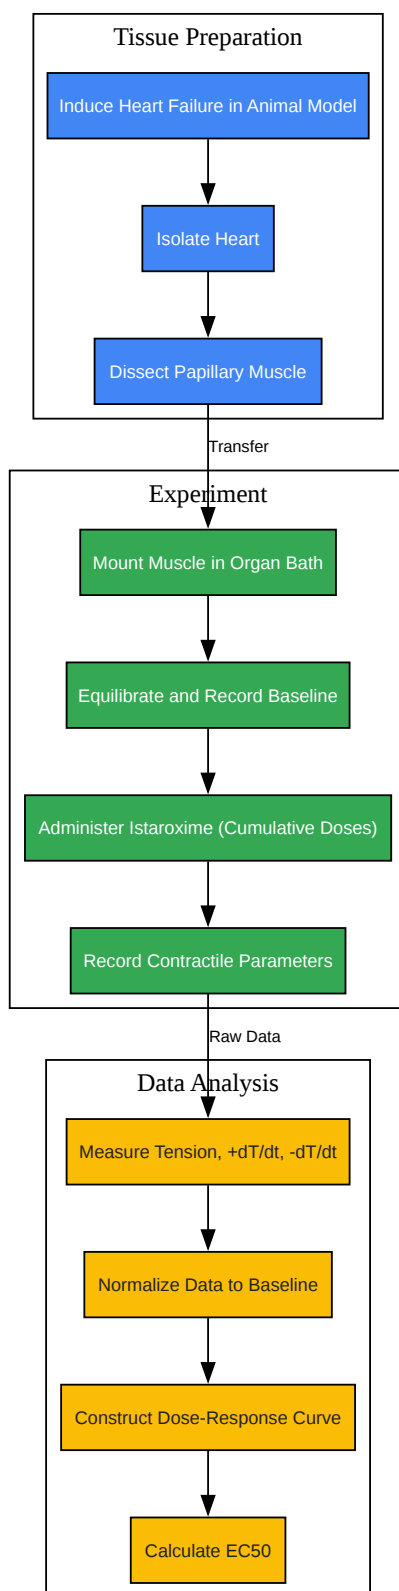 Tissue Preparation
Induce Heart Failure in Animal Model
Isolate Heart
Dissect Papillary Muscle
Transfer
Experiment
Mount Muscle in Organ Bath
Equilibrate and Record Baseline
Administer Istaroxime (Cumulative Doses)
Record Contractile Parameters
Raw Data
Data Analysis
Measure Tension, +dT/dt, -dT/dt
Normalize Data to Baseline
Construct Dose-Response Curve
Calculate EC50